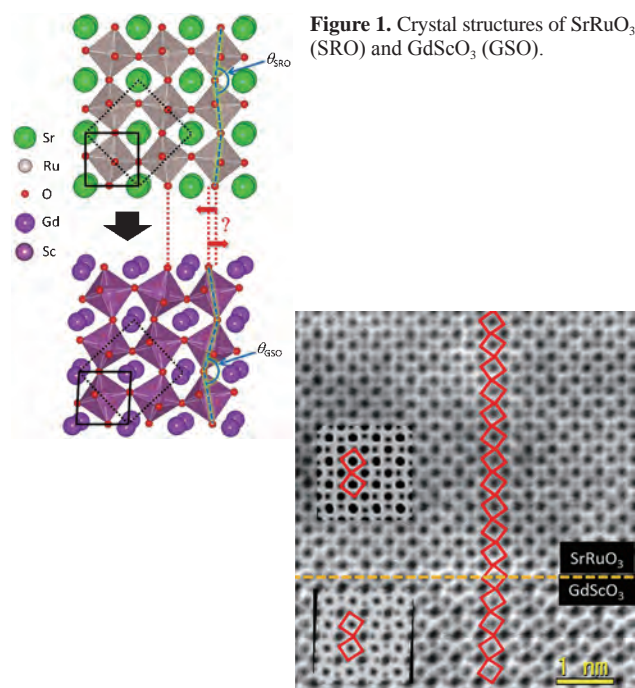 Figure 1. Crystal structures of SrRuO₃
(SRO) and GdScO₃ (GSO).
θSRO
Sr
Ru
O
Gd
Sc
?
θGSO
SrRuO₃
GdScO₃
1 nm